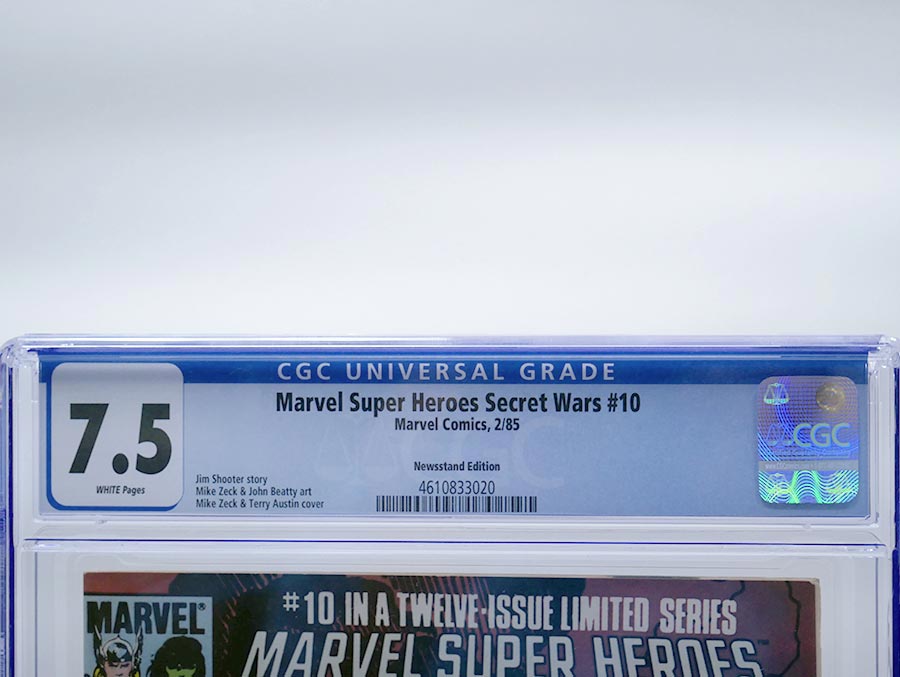 CGC UNIVERSAL GRADE
7.5
WHITE Pages
Marvel Super Heroes Secret Wars #10
Marvel Comics, 2/85
Newsstand Edition
4610833020
Jim Shooter story
Mike Zeck & John Beatty art
Mike Zeck & Terry Austin cover
CGC
MARVEL®
#10 IN A TWELVE-ISSUE LIMITED SERIES
MARVEL SUPER HEROES™